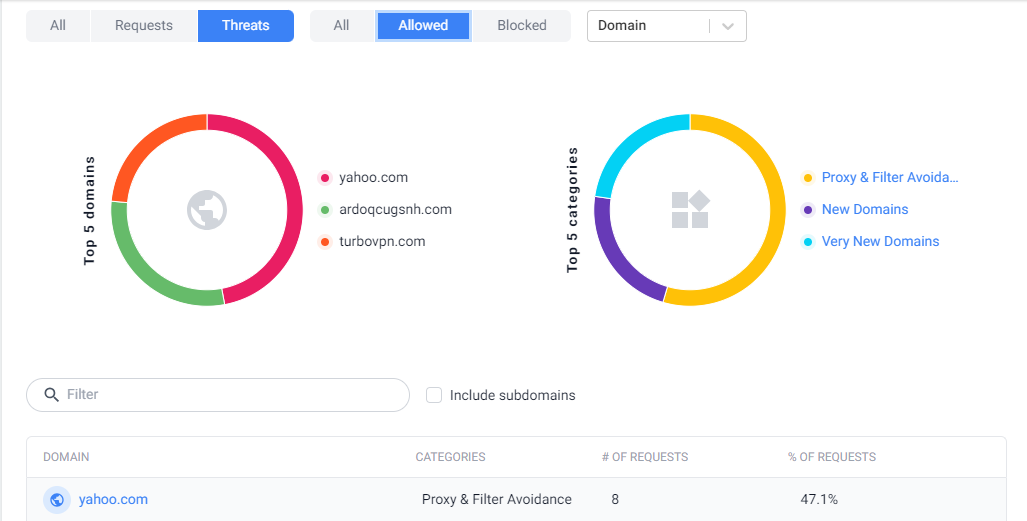 All Requests Threats All Allowed Blocked Domain
Top 5 domains
yahoo.com
ardoqcugsnh.com
turbovpn.com
Top 5 categories
Proxy & Filter Avoida...
New Domains
Very New Domains
Filter Include subdomains
DOMAIN CATEGORIES # OF REQUESTS % OF REQUESTS
yahoo.com Proxy & Filter Avoidance 8 47.1%